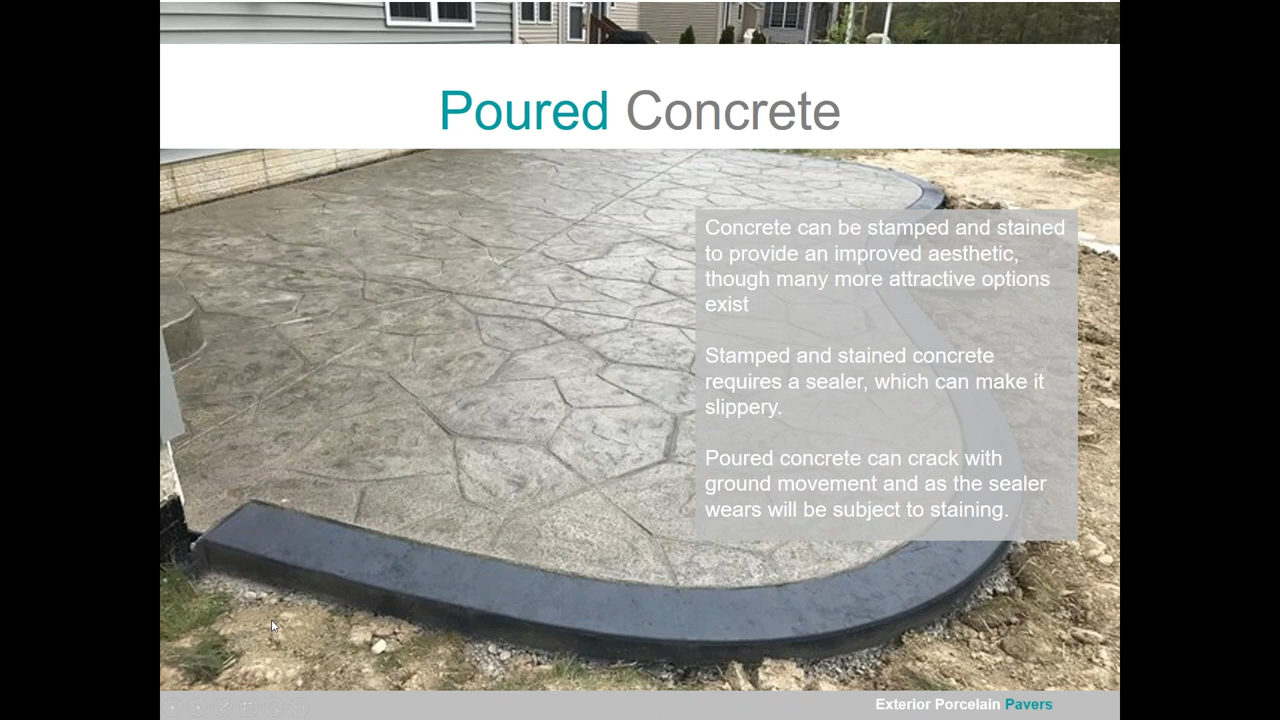 Poured Concrete
Concrete can be stamped and stained
to provide an improved aesthetic,
though many more attractive options
exist
Stamped and stained concrete
requires a sealer, which can make it
slippery.
Poured concrete can crack with
ground movement and as the sealer
wears will be subject to staining.
Exterior Porcelain Pavers